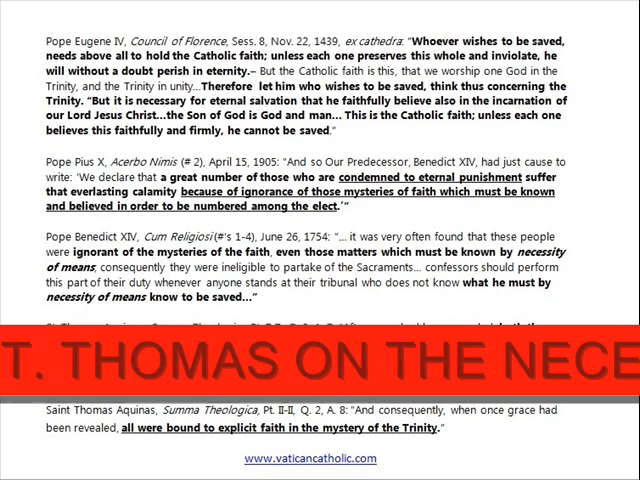 Pope Eugene IV, Council of Florence, Sess. 8, Nov. 22, 1439, ex cathedra: “Whoever wishes to be saved,
needs above all to hold the Catholic faith; unless each one preserves this whole and inviolate, he
will without a doubt perish in eternity.– But the Catholic faith is this, that we worship one God in the
Trinity, and the Trinity in unity…Therefore let him who wishes to be saved, think thus concerning the
Trinity. “But it is necessary for eternal salvation that he faithfully believe also in the incarnation of
our Lord Jesus Christ…the Son of God is God and man… This is the Catholic faith; unless each one
believes this faithfully and firmly, he cannot be saved.”
Pope Pius X, Acerbo Nimis (# 2), April 15, 1905: “And so Our Predecessor, Benedict XIV, had just cause to
write: ‘We declare that a great number of those who are condemned to eternal punishment suffer
that everlasting calamity because of ignorance of those mysteries of faith which must be known
and believed in order to be numbered among the elect.’”
Pope Benedict XIV, Cum Religiosi (#’s 1-4), June 26, 1754: “… it was very often found that these people
were ignorant of the mysteries of the faith, even those matters which must be known by necessity
of means; consequently they were ineligible to partake of the Sacraments… confessors should perform
this part of their duty whenever anyone stands at their tribunal who does not know what he must by
necessity of means know to be saved…”
T. THOMAS ON THE NECE
Saint Thomas Aquinas, Summa Theologica, Pt. II-II, Q. 2, A. 8: “And consequently, when once grace had
been revealed, all were bound to explicit faith in the mystery of the Trinity.”
www.vaticancatholic.com